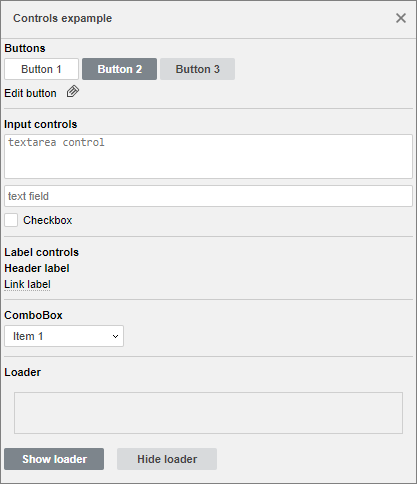 Controls expample
Buttons
Button 1 Button 2 Button 3
Edit button
Input controls
textarea control
text field
Checkbox
Label controls
Header label
Link label
ComboBox
Item 1
Loader
Show loader Hide loader